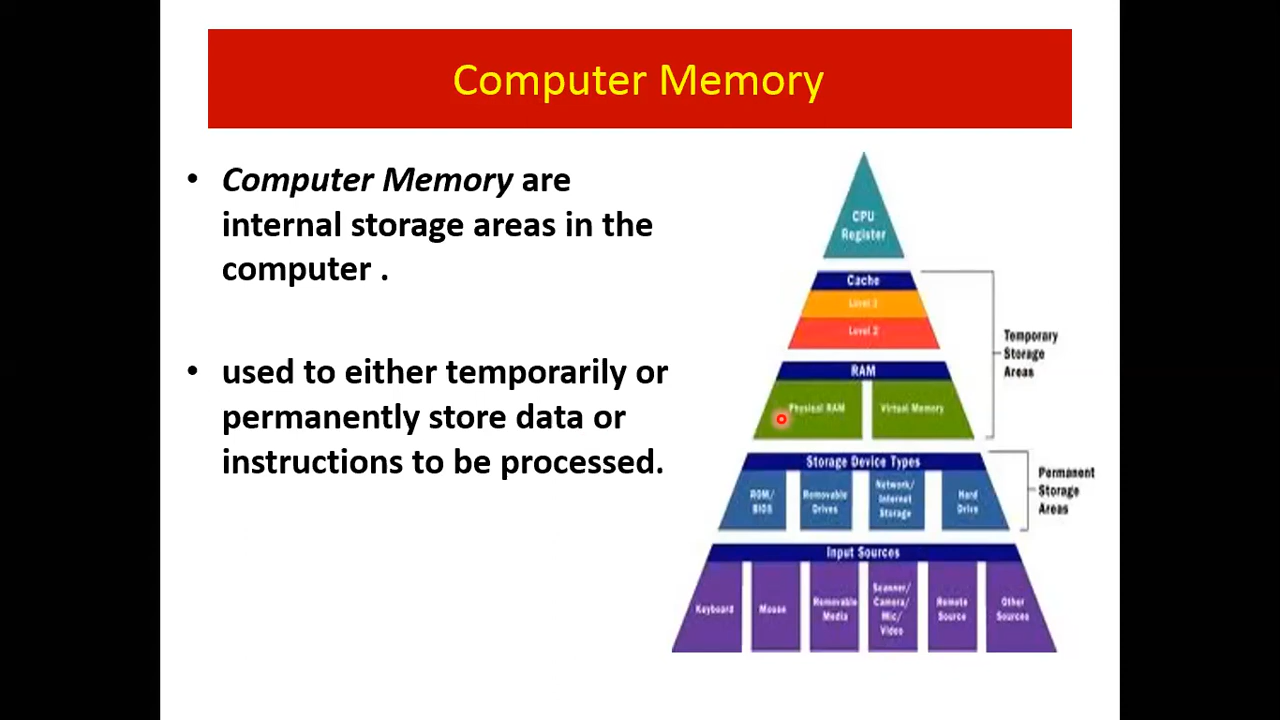 Computer Memory
• Computer Memory are
internal storage areas in the
computer .
• used to either temporarily or
permanently store data or
instructions to be processed.
CPU
Register
Cache
Level 1
Level 2
RAM
Physical RAM
Virtual Memory
Temporary
Storage
Areas
Storage Device Types
ROM/
BIOS
Removable
Drives
Network/
Internet
Storage
Hard
Drive
Permanent
Storage
Areas
Input Sources
Keyboard
Mouse
Removable
Media
Scanner/
Camera/
Mic/
Video
Remote
Source
Other
Sources